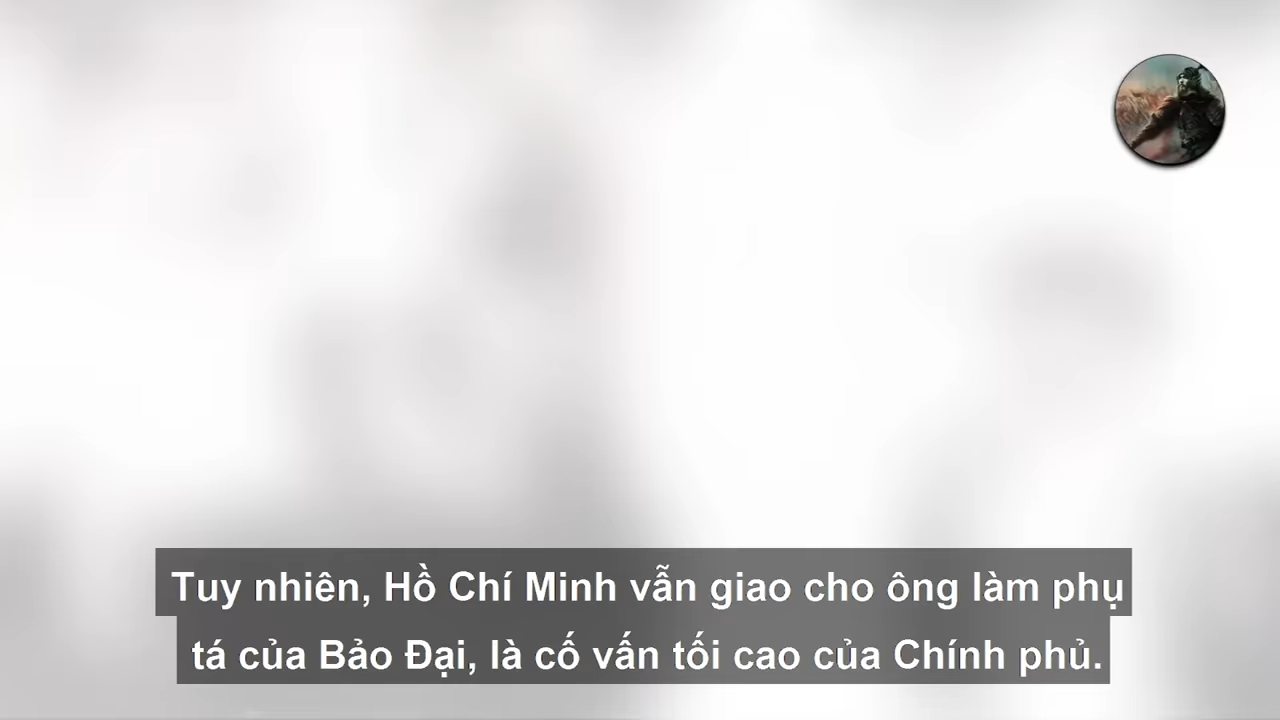 Tuy nhiên, Hồ Chí Minh vẫn giao cho ông làm phụ
tá của Bảo Đại, là cố vấn tối cao của Chính phủ.